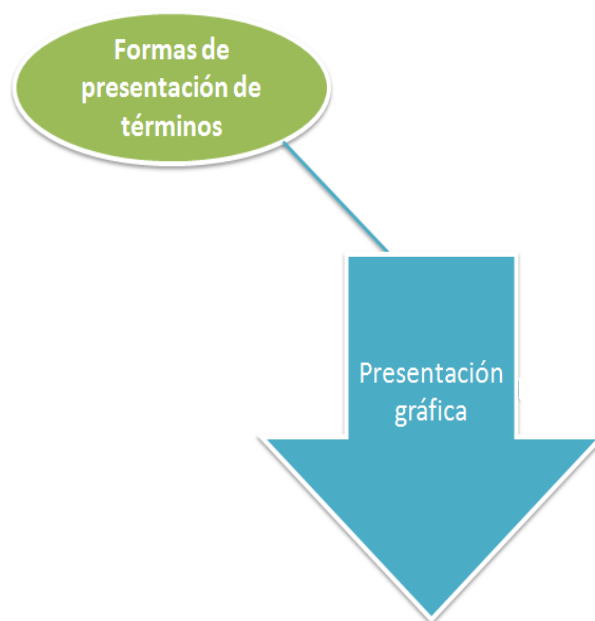 Formas de
presentación de
términos
Presentación
gráfica